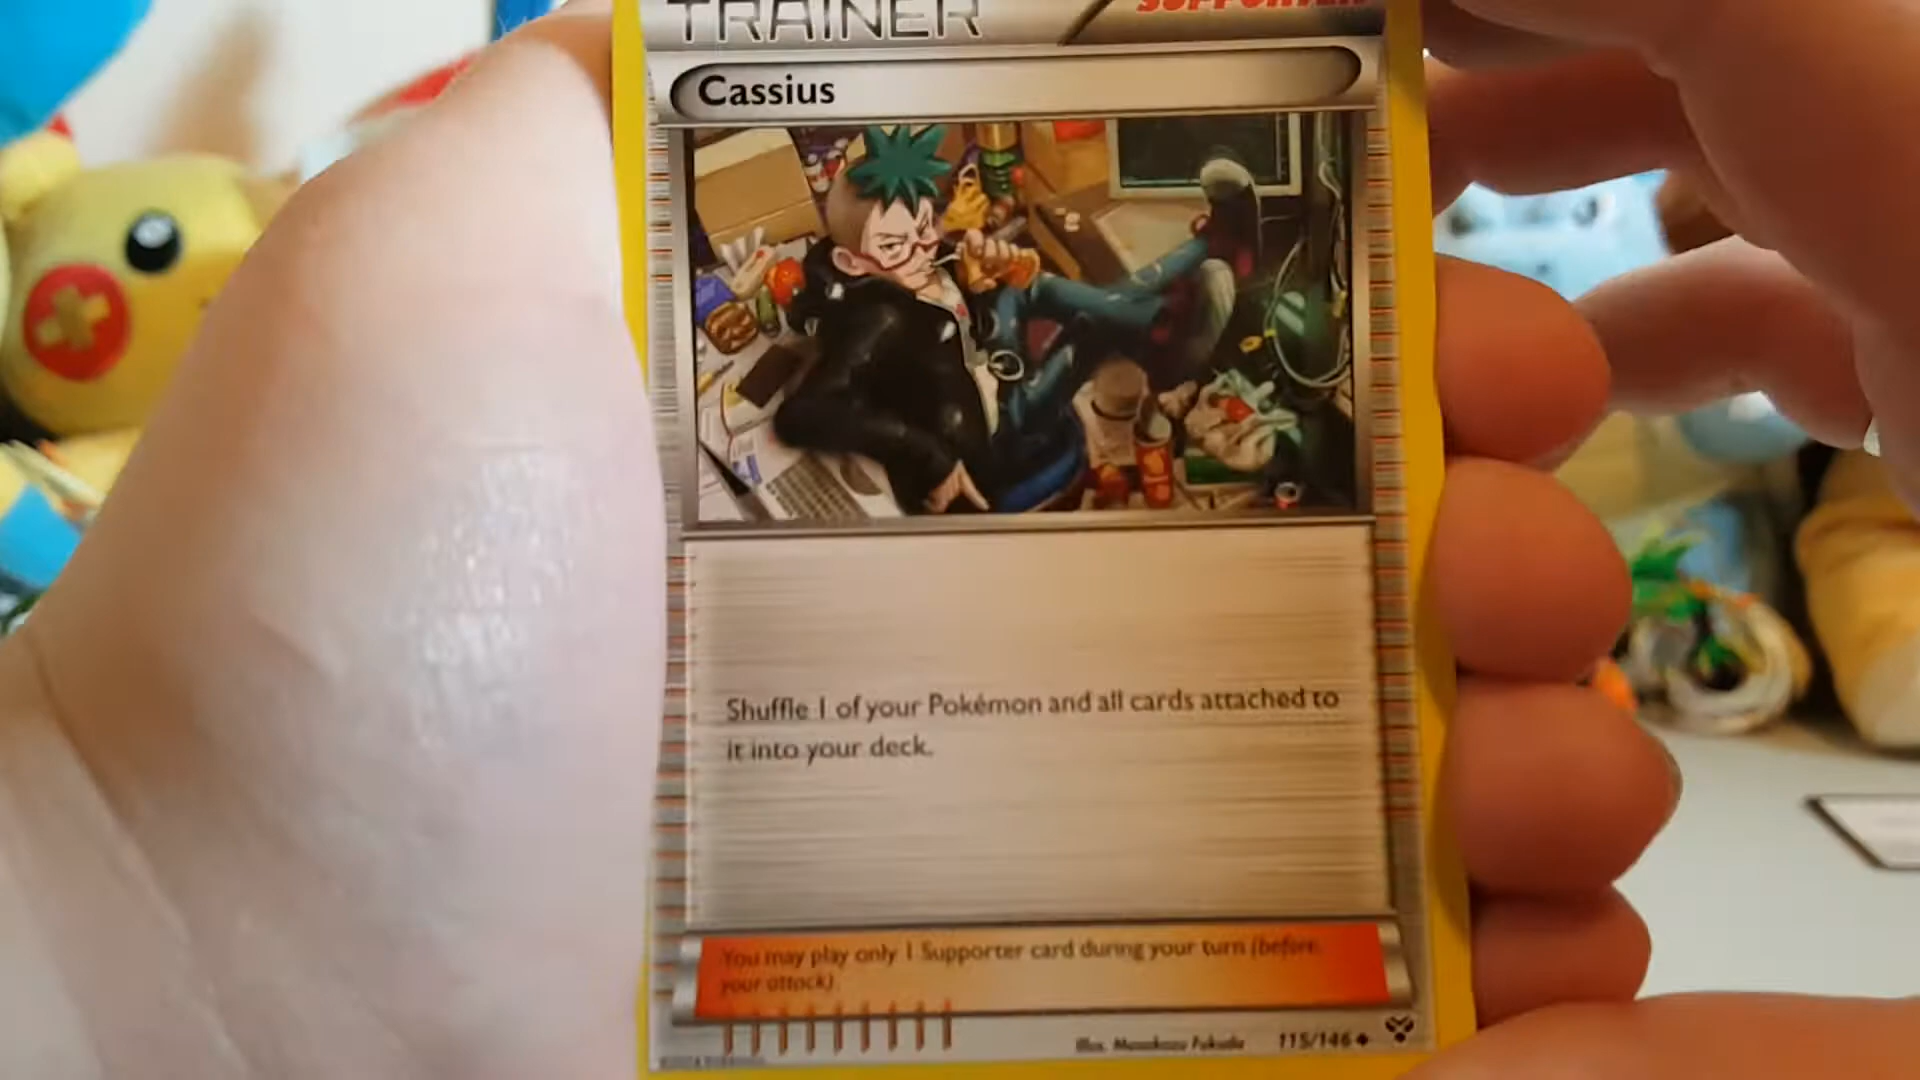 TRAINER SUPPORTER
Cassius
Shuffle 1 of your Pokémon and all cards attached to
it into your deck.
You may play only 1 Supporter card during your turn (before
your attack).
Illus. Masakazu Fukuda 115/146